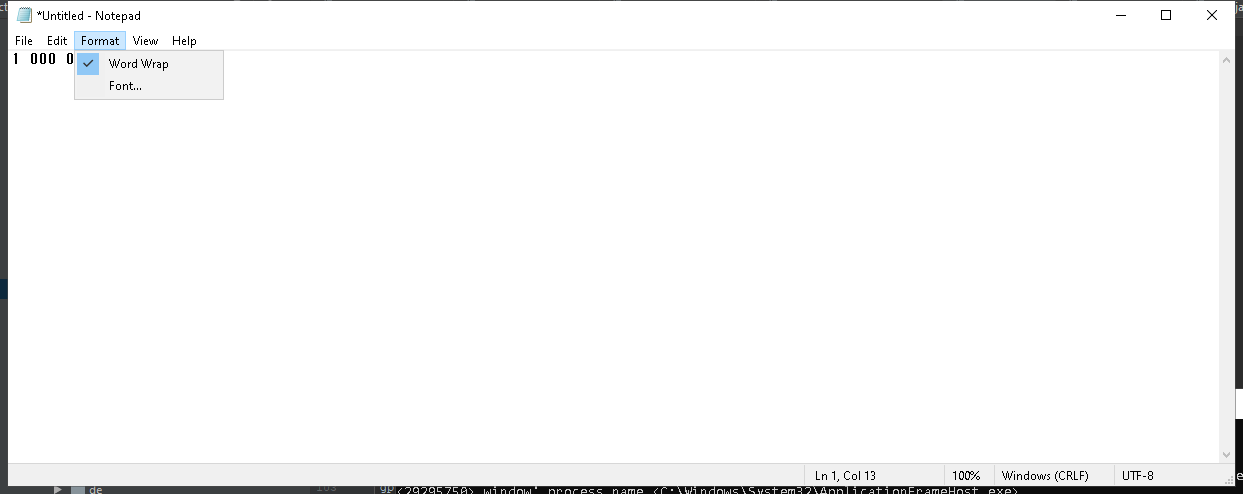 *Untitled - Notepad
File Edit Format View Help
1 000 0
Word Wrap
Font...
Ln 1, Col 13 100% Windows (CRLF) UTF-8
de
<29295750> window' process name <C:\Windows\System32\ApplicationFrameHost.exe>